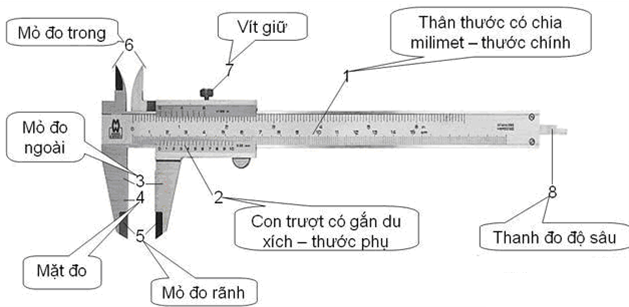 Mỏ đo trong
6
Vít giữ
7
Thân thước có chia
milimet – thước chính
1
Mỏ đo
ngoài
3
4
5
2
Con trượt có gắn du
xích – thước phụ
8
Thanh đo độ sâu
Mặt đo
Mỏ đo rãnh